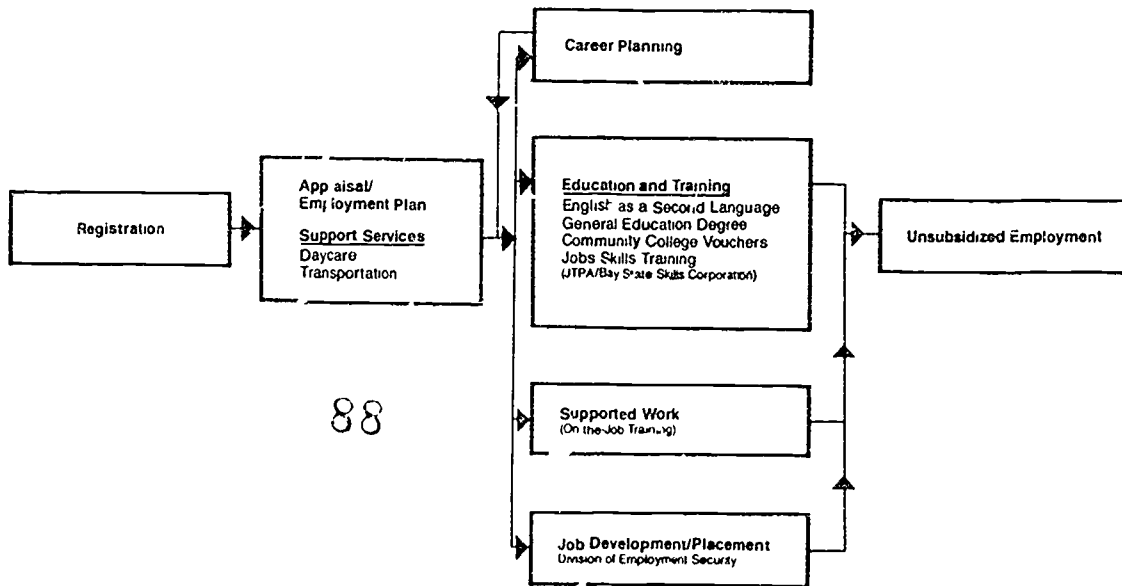 Career Planning
Registration
App aisal/
Employment Plan
Support Services
Daycare
Transportation
Education and Training
English as a Second Language
General Education Degree
Community College Vouchers
Jobs Skills Training
(JTPA/Bay State Skills Corporation)
Unsubsidized Employment
88
Supported Work
(On the-Job Training)
Job Development/Placement
Division of Employment Security